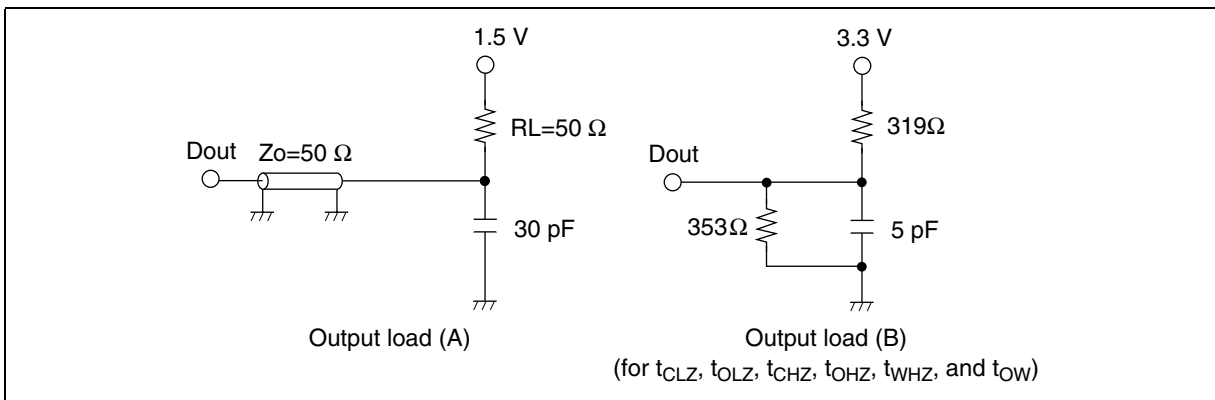 1.5 V
RL=50 Ω
Dout
Zo=50 Ω
30 pF
Output load (A)
3.3 V
319Ω
Dout
353Ω
5 pF
Output load (B)
(for tCLZ, tOLZ, tCHZ, tOHZ, tWHZ, and tOW)